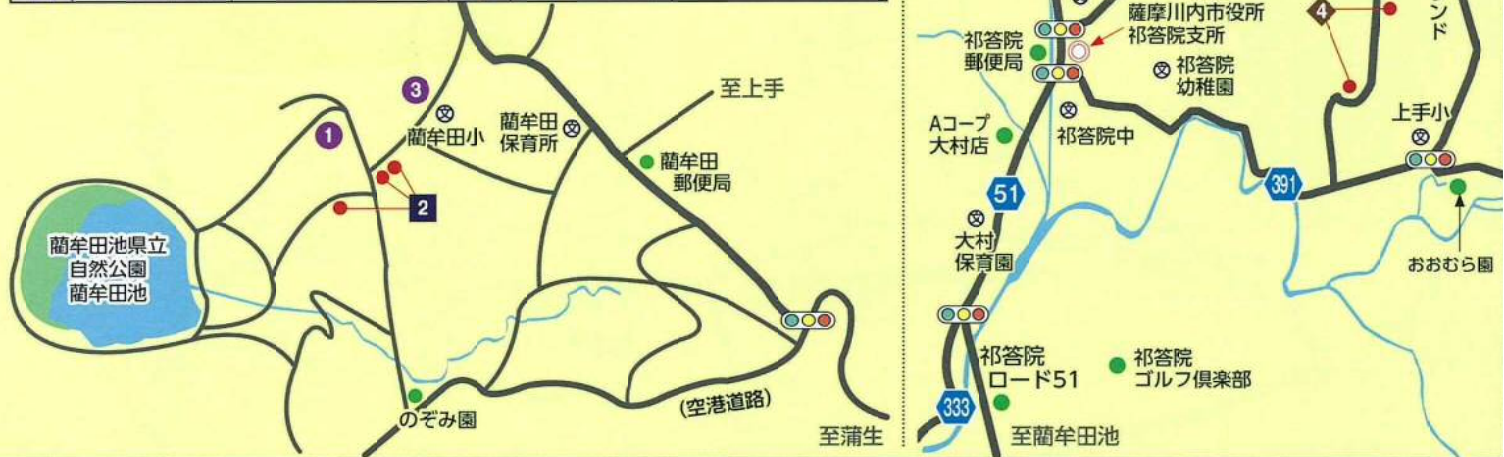 3
至上手
1
藺牟田小
藺牟田
保育所
藺牟田
郵便局
2
藺牟田池県立
自然公園
藺牟田池
のぞみ園
(空港道路)
至蒲生
薩摩川内市役所
祁答院支所
4
ンド
祁答院
郵便局
祁答院
幼稚園
Aコープ
大村店
祁答院中
上手小
51
391
大村
保育園
おおむら園
祁答院
ロード51
祁答院
ゴルフ倶楽部
333
至藺牟田池